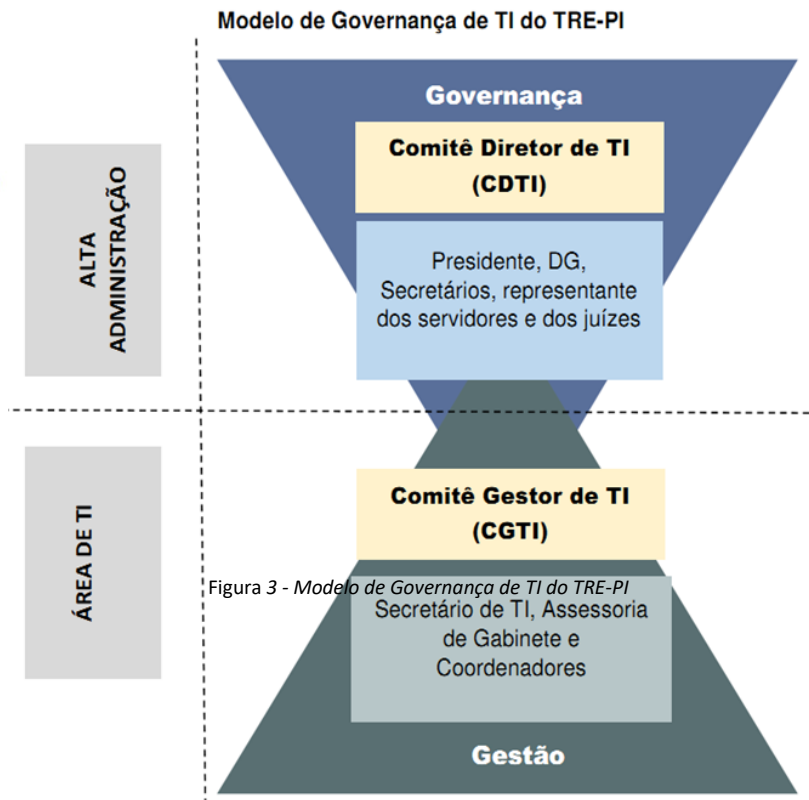 Modelo de Governança de TI do TRE-PI
Governança
Comitê Diretor de TI
(CDTI)
ALTA
ADMINISTRAÇÃO
Presidente, DG,
Secretários, representante
dos servidores e dos juízes
Comitê Gestor de TI
(CGTI)
ÁREA DE TI
Figura 3 - Modelo de Governança de TI do TRE-PI
Secretário de TI, Assessoria
de Gabinete e
Coordenadores
Gestão